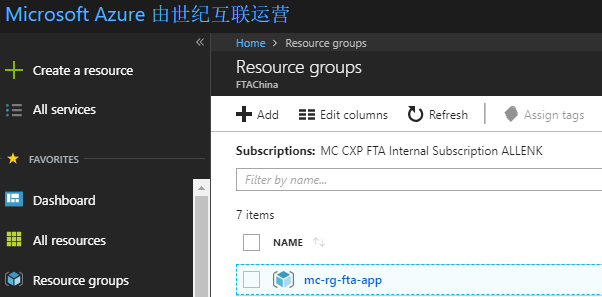 Microsoft Azure 由世纪互联运营
Create a resource
All services
FAVORITES
Dashboard
All resources
Resource groups
Home > Resource groups
Resource groups
FTAChina
Add Edit columns Refresh Assign tags
Subscriptions: MC CXP FTA Internal Subscription ALLENK
Filter by name...
7 items
NAME
mc-rg-fta-app